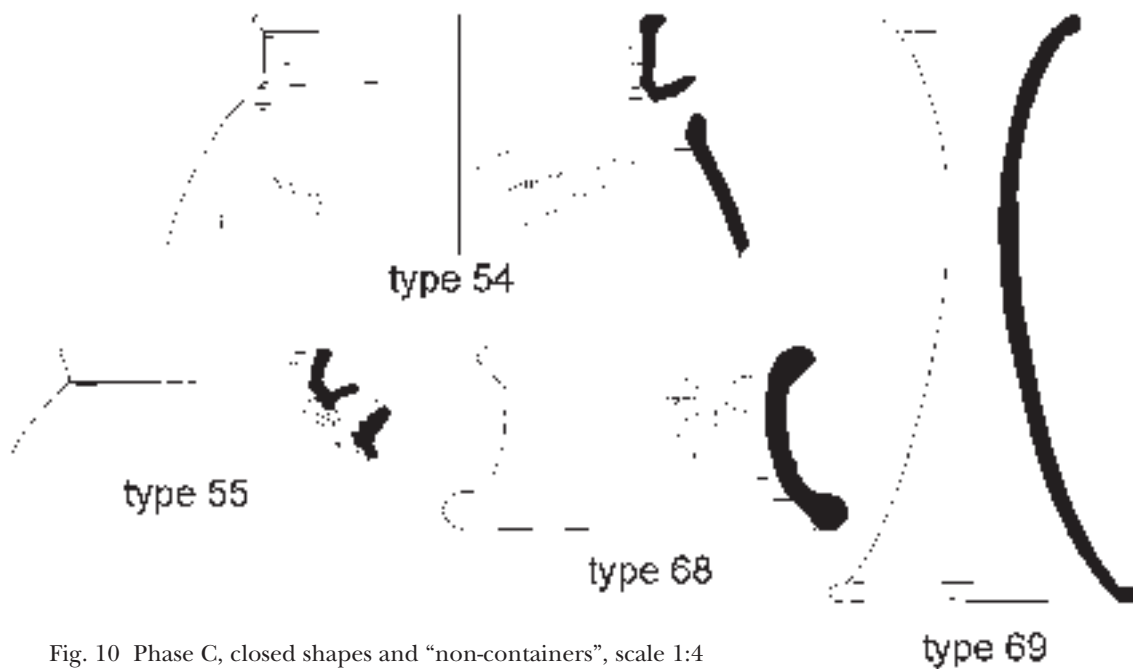 type 54
type 55
type 68
type 69
Fig. 10 Phase C, closed shapes and “non-containers”, scale 1:4